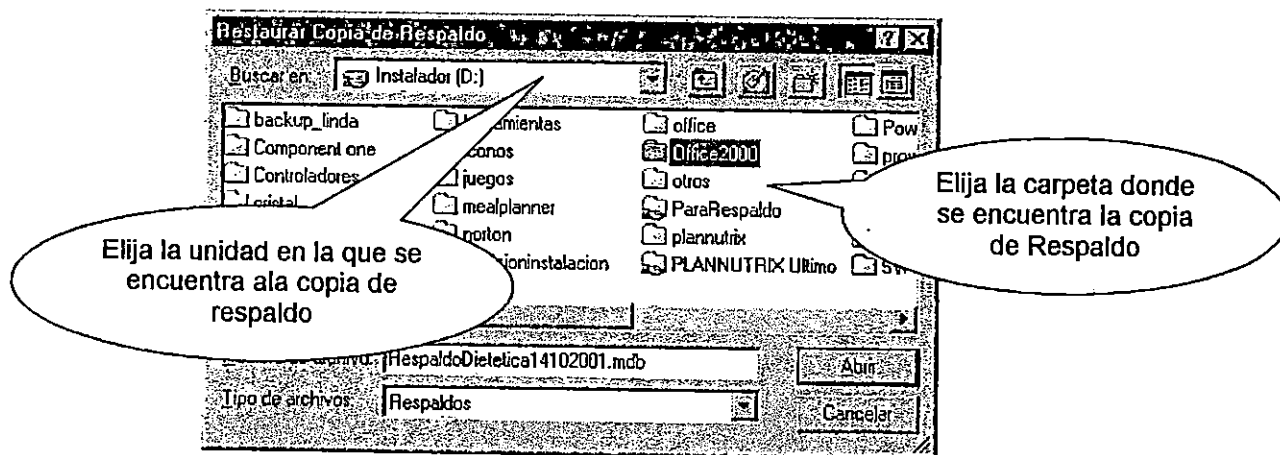 Restaurar Copia de Respaldo
Buscar en: Instalador (D:)
backup_linda
Component one
Controladores
cristal
juegos
mealplanner
norton
office
Office2000
otros
ParaRespaldo
plannutrix
PLANNUTRIX Ultimo
Elija la unidad en la que se
encuentra ala copia de
respaldo
Elija la carpeta donde
se encuentra la copia
de Respaldo
RespaldoDietetica14102001.mdb
Abrir
Tipo de archivos: Respaldos
Cancelar